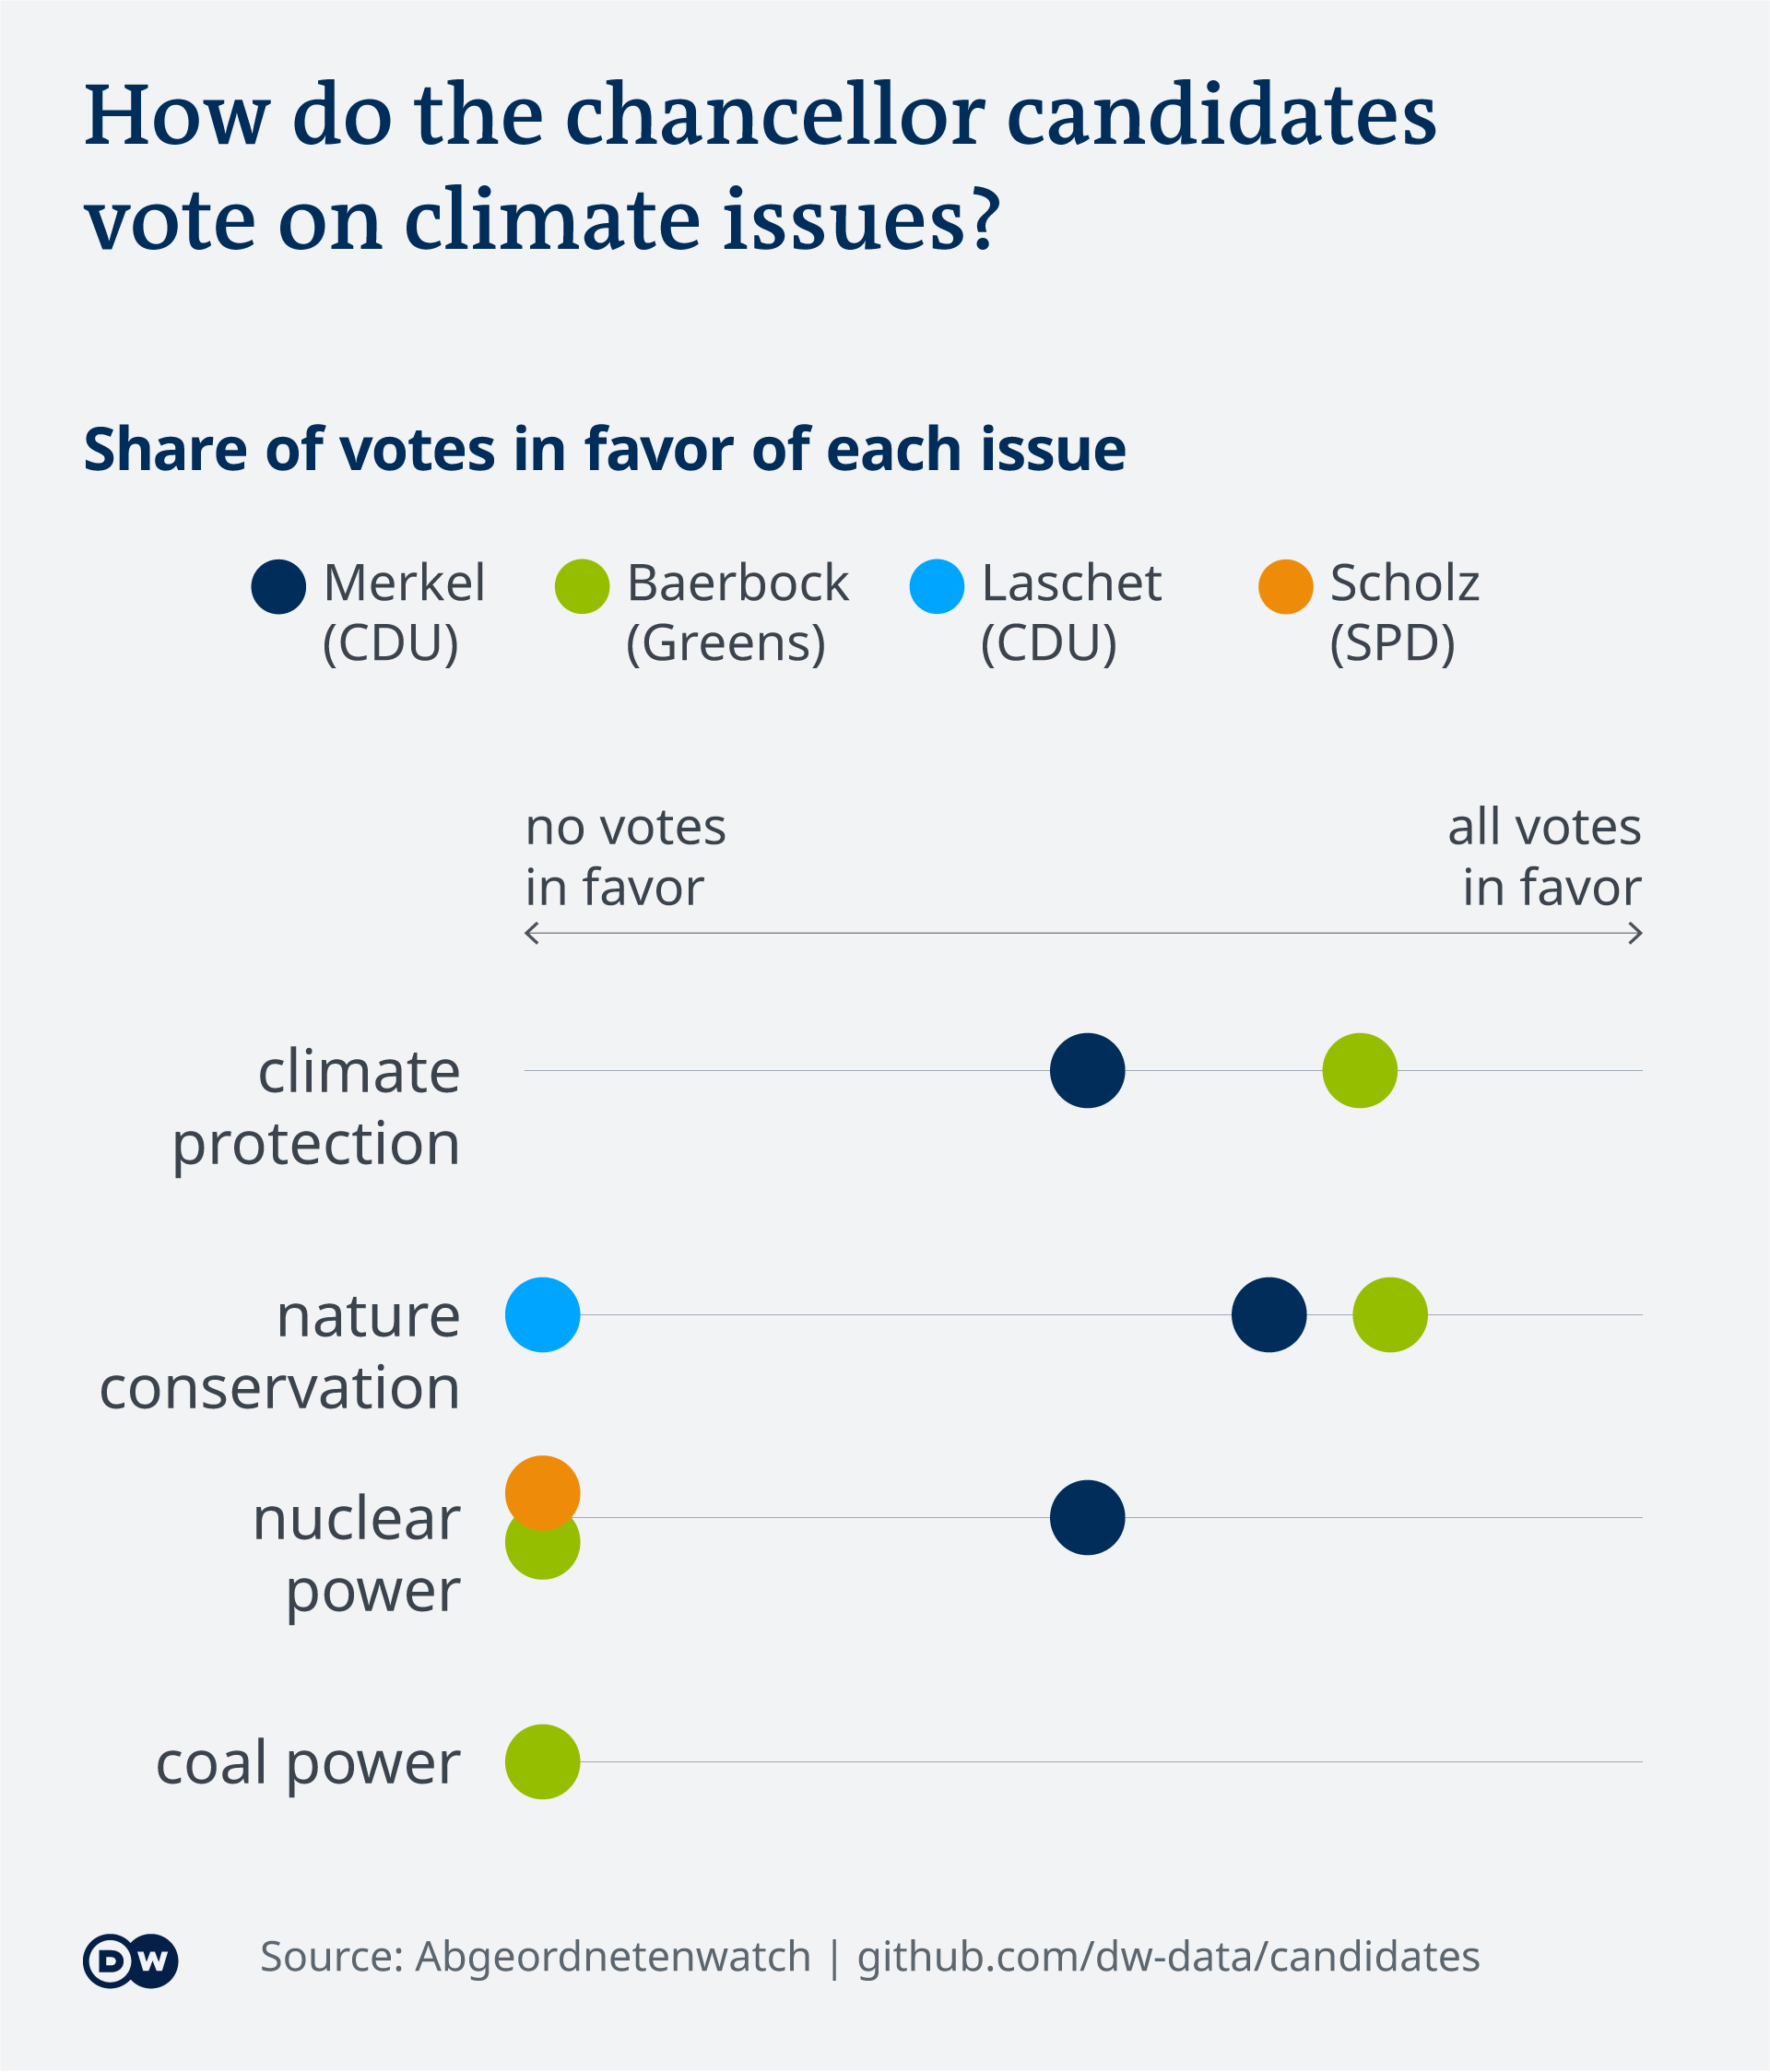 How do the chancellor candidates
vote on climate issues?
Share of votes in favor of each issue
Merkel
(CDU)
Baerbock
(Greens)
Laschet
(CDU)
Scholz
(SPD)
no votes
in favor
all votes
in favor
climate
protection
nature
conservation
nuclear
power
coal power
DW
Source: Abgeordnetenwatch | github.com/dw-data/candidates